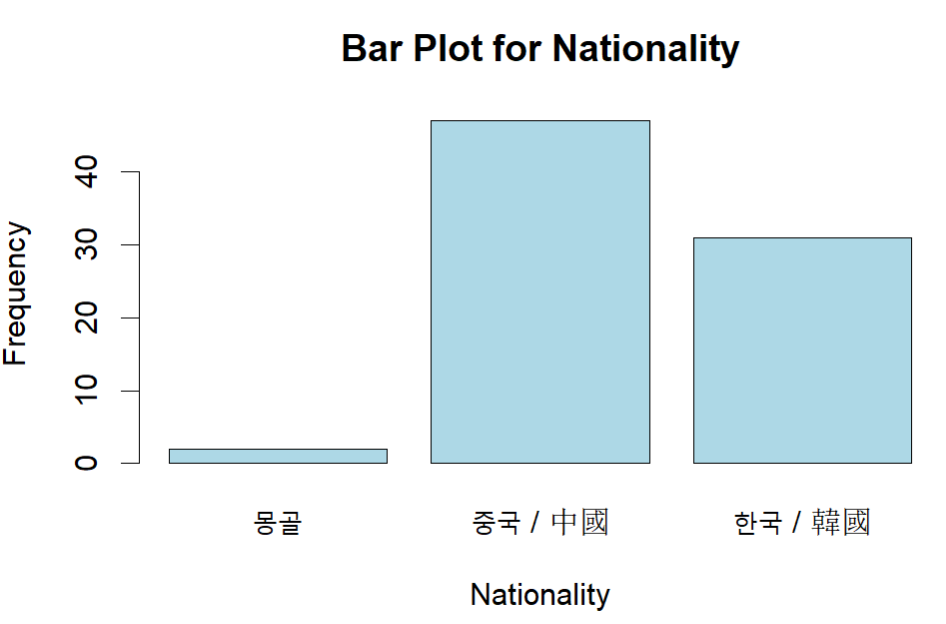 Bar Plot for Nationality
Frequency
40
30
20
10
0
몽골
중국 / 中國
한국 / 韓國
Nationality